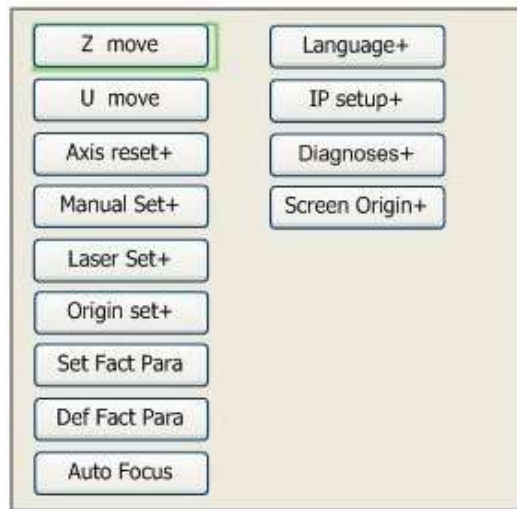 Z move
U move
Axis reset+
Manual Set+
Laser Set+
Origin set+
Set Fact Para
Def Fact Para
Auto Focus
Language+
IP setup+
Diagnoses+
Screen Origin+